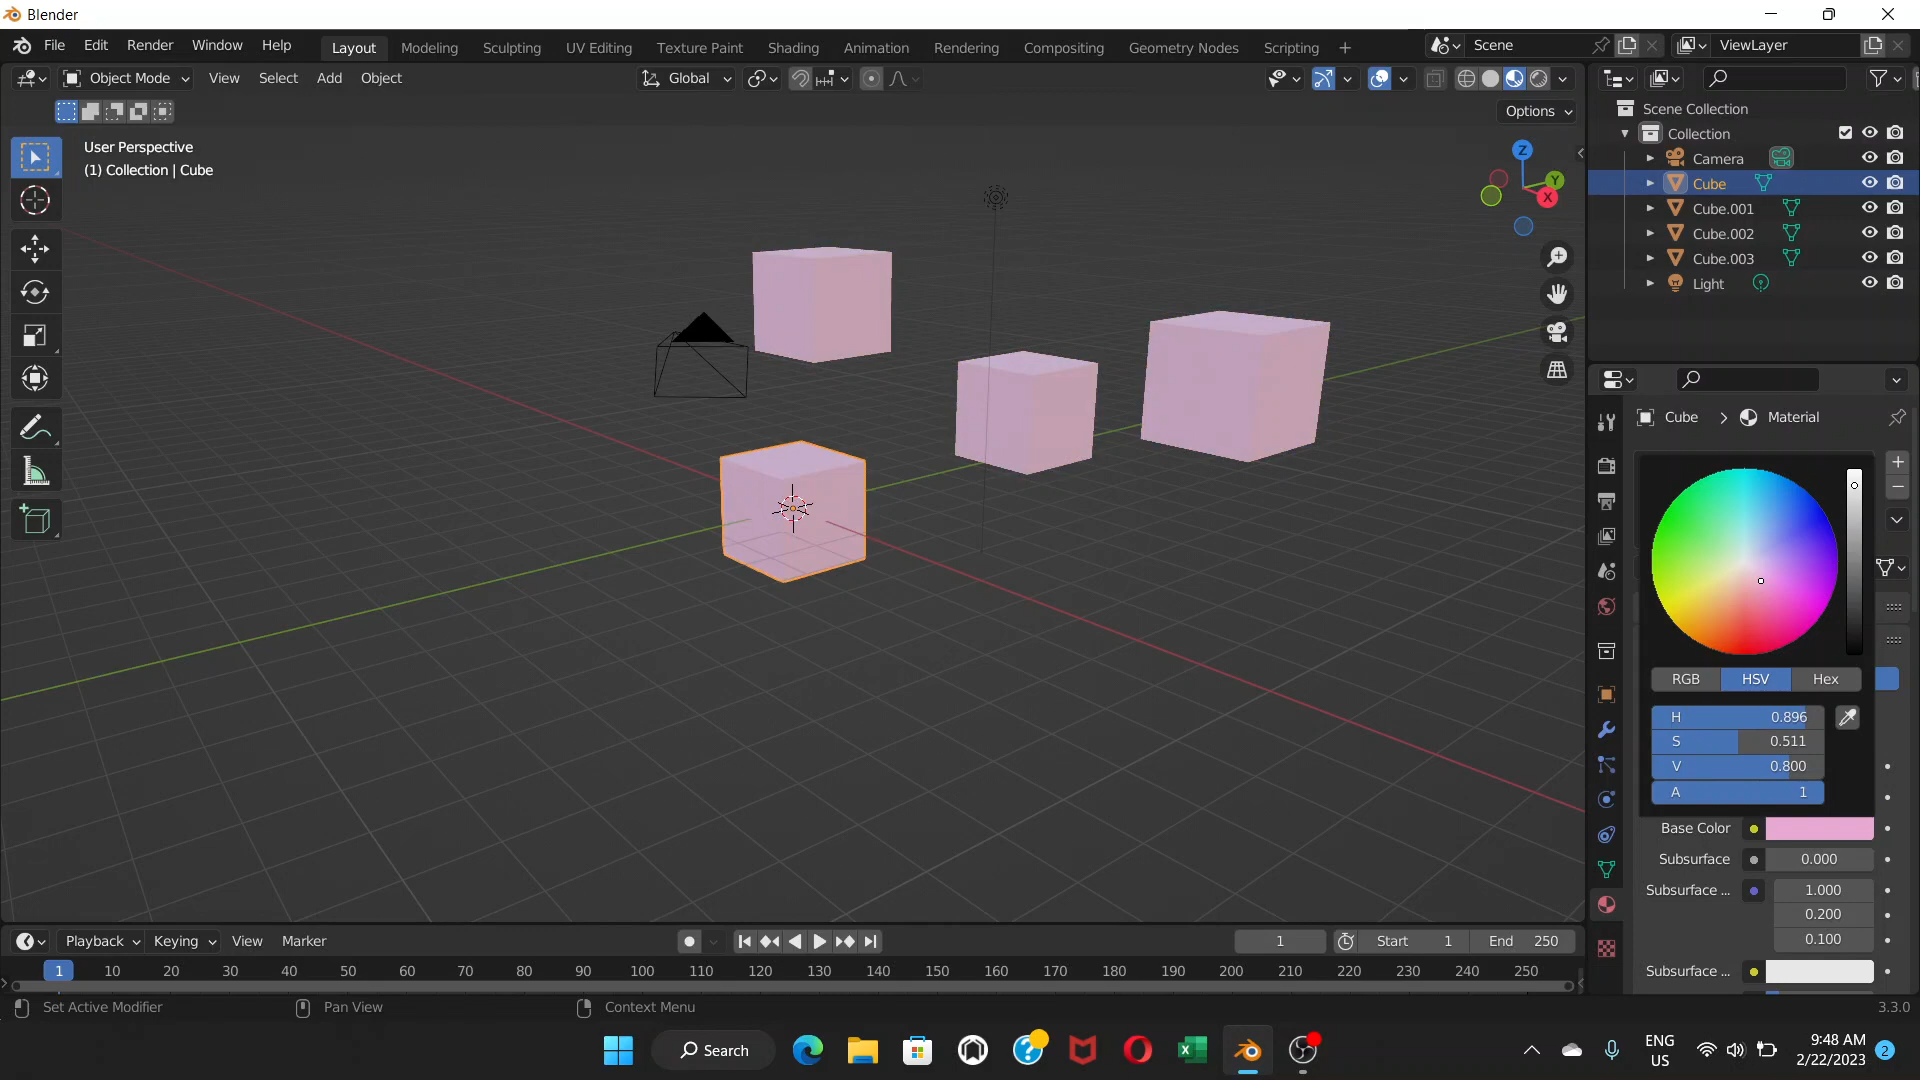 Blender
File Edit Render Window Help Layout Modeling Sculpting UV Editing Texture Paint Shading Animation Rendering Compositing Geometry Nodes Scripting + Scene ViewLayer
Object Mode View Select Add Object Global
Options
User Perspective
(1) Collection | Cube
Z
Y
X
Scene Collection
Collection
Camera
Cube
Cube.001
Cube.002
Cube.003
Light
Cube > Material
RGB HSV Hex
H 0.896
S 0.511
V 0.800
A 1
Base Color
Subsurface 0.000
Subsurface ... 1.000
0.200
0.100
Subsurface ...
Playback Keying View Marker 1 Start 1 End 250
1 10 20 30 40 50 60 70 80 90 100 110 120 130 140 150 160 170 180 190 200 210 220 230 240 250
Set Active Modifier Pan View Context Menu 3.3.0
Search
ENG
US
9:48 AM
2/22/2023
2